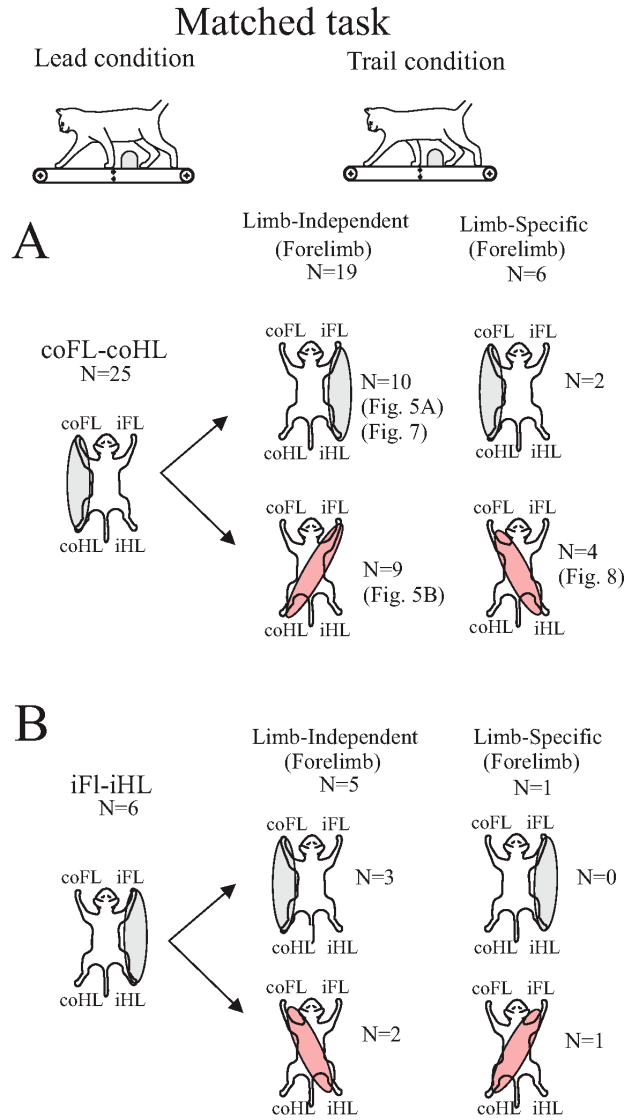 Matched task
Lead condition
Trail condition
A
Limb-Independent
(Forelimb)
N=19
Limb-Specific
(Forelimb)
N=6
coFL-coHL
N=25
coFL iFL
coHL iHL
coFL iFL
N=10
(Fig. 5A)
(Fig. 7)
coHL iHL
coFL iFL
N=2
coHL iHL
coFL iFL
N=9
(Fig. 5B)
coHL iHL
coFL iFL
N=4
(Fig. 8)
coHL iHL
B
Limb-Independent
(Forelimb)
N=5
Limb-Specific
(Forelimb)
N=1
iFl-iHL
N=6
coFL iFL
coHL iHL
coFL iFL
N=3
coHL iHL
coFL iFL
N=0
coHL iHL
coFL iFL
N=2
coHL iHL
coFL iFL
N=1
coHL iHL